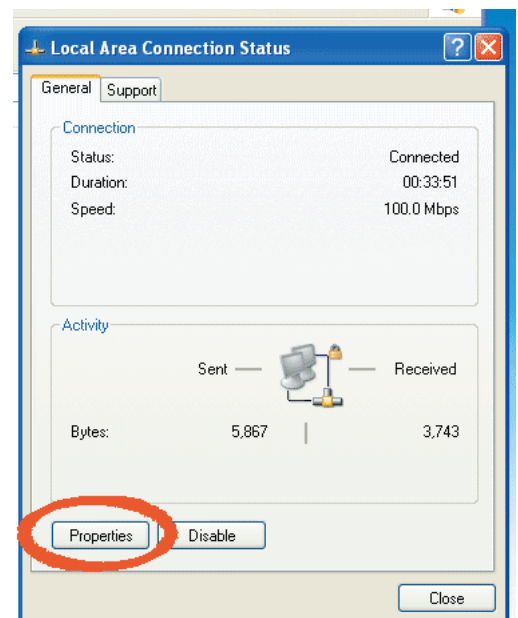 Local Area Connection Status
General Support
Connection
Status: Connected
Duration: 00:33:51
Speed: 100.0 Mbps
Activity
Sent Received
Bytes: 5,867 3,743
Properties Disable
Close